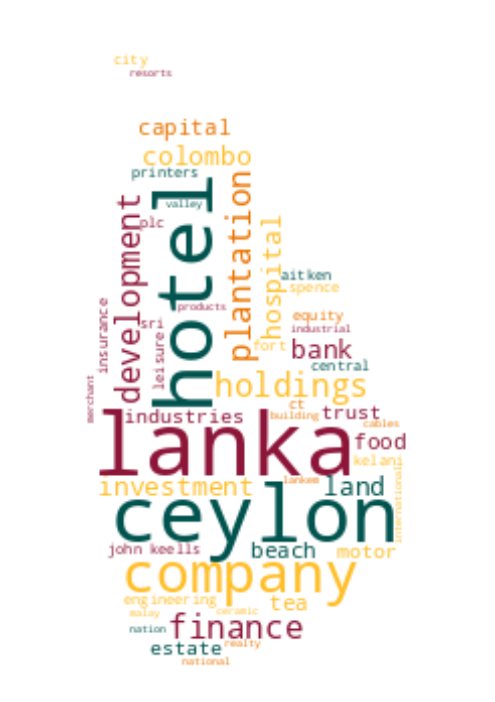 city
resorts
capital
colombo
printers
hotel
valley
plc
development
plantation
hospital
aitken
spence
products
equity
industrial
sri
insurance
leisure
fort
bank
central
merchant
holdings
ct
building
trust
cables
industries
lanka
food
kelani
lankem
investment
land
international
ceylon
john keells
beach
motor
company
engineering
tea
malay
ceramic
nation
finance
realty
estate
national